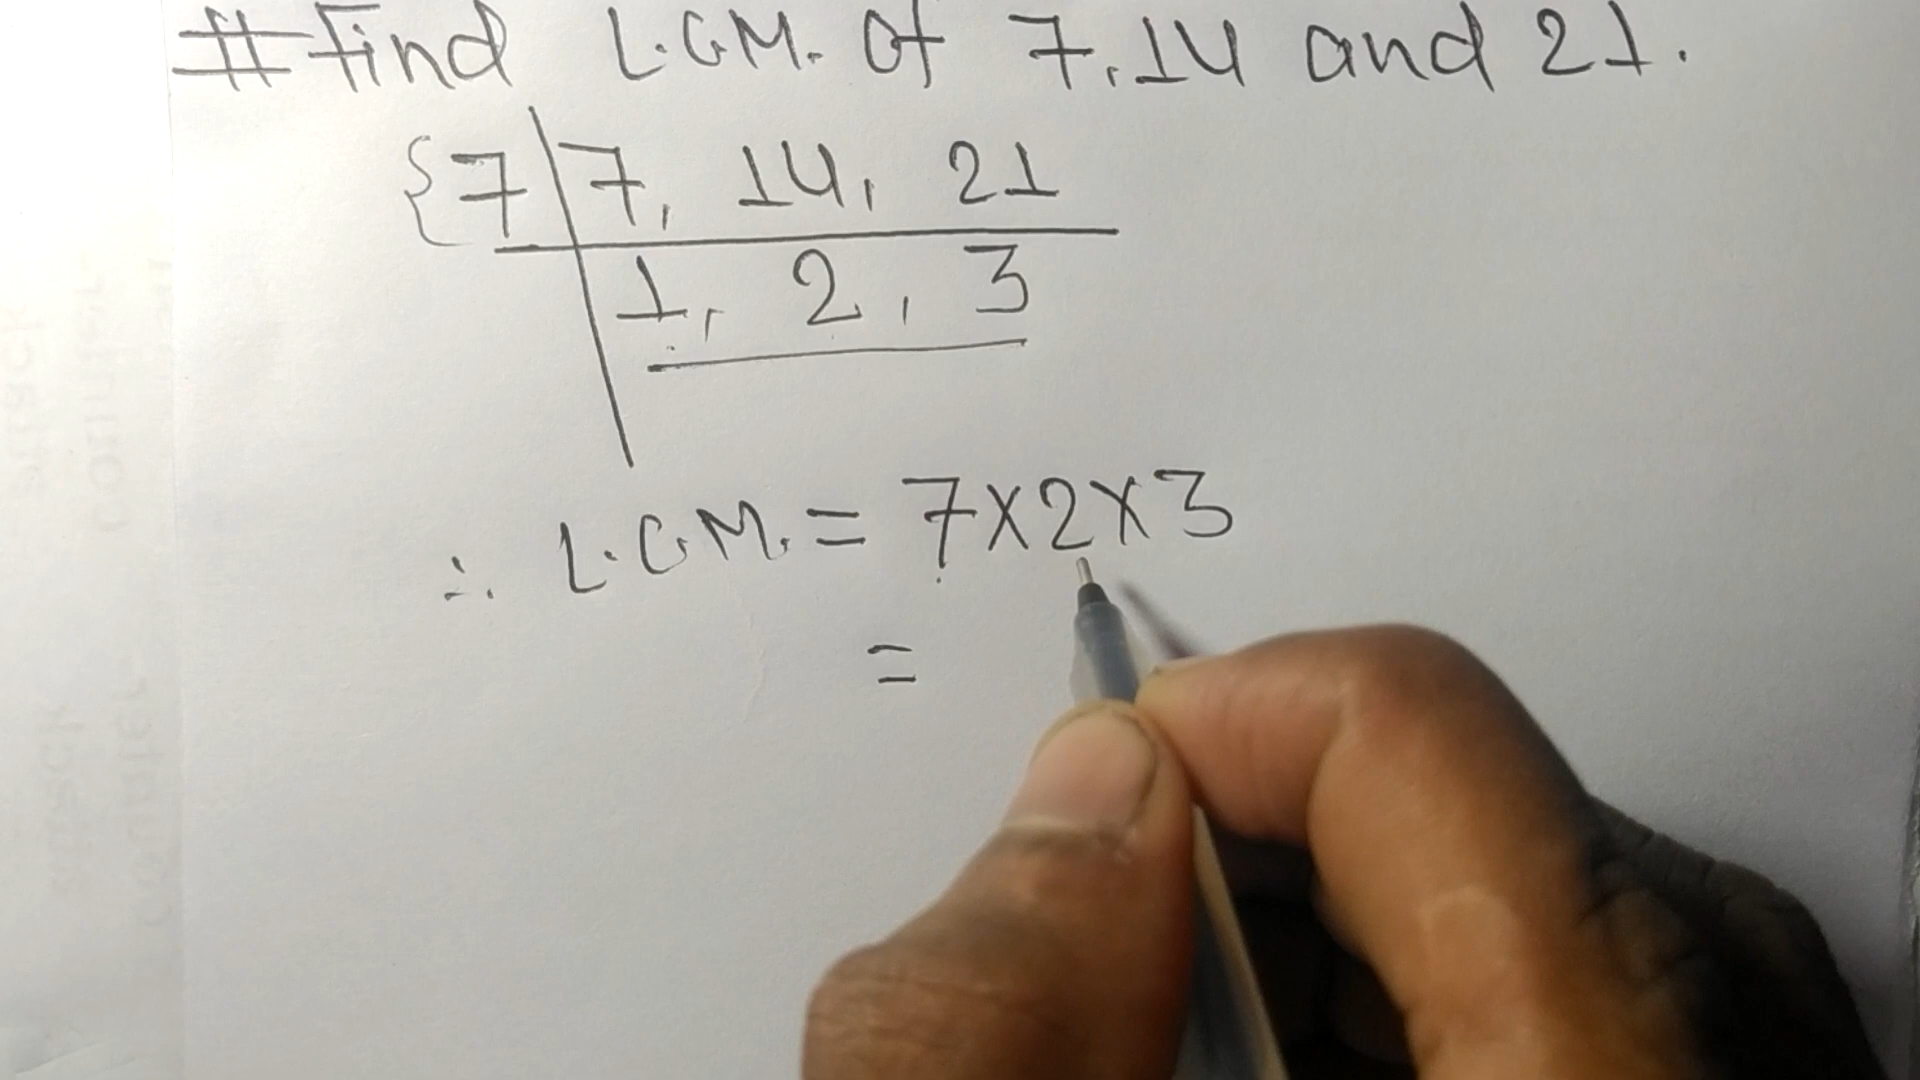 # Find L.C.M. Of 7, 14 and 21.
7 | 7, 14, 21
1, 2, 3
∴ L.C.M. = 7×2×3
=